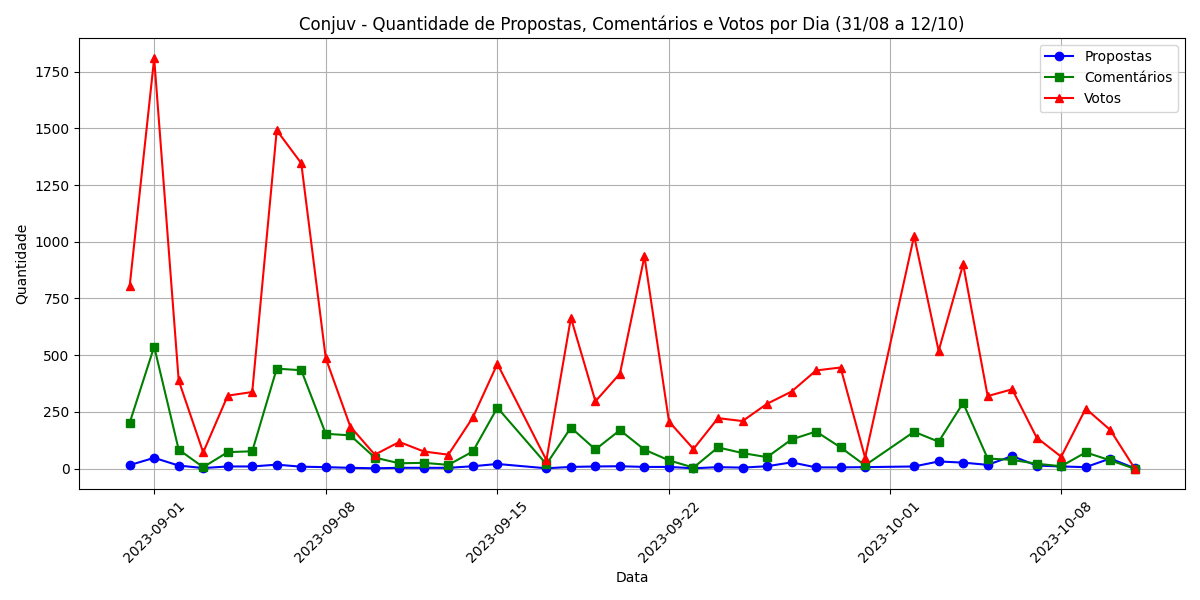 Conjuv - Quantidade de Propostas, Comentários e Votos por Dia (31/08 a 12/10)
Propostas
Comentários
Votos
Quantidade
1750
1500
1250
1000
750
500
250
0
2023-09-01
2023-09-08
2023-09-15
2023-09-22
2023-10-01
2023-10-08
Data